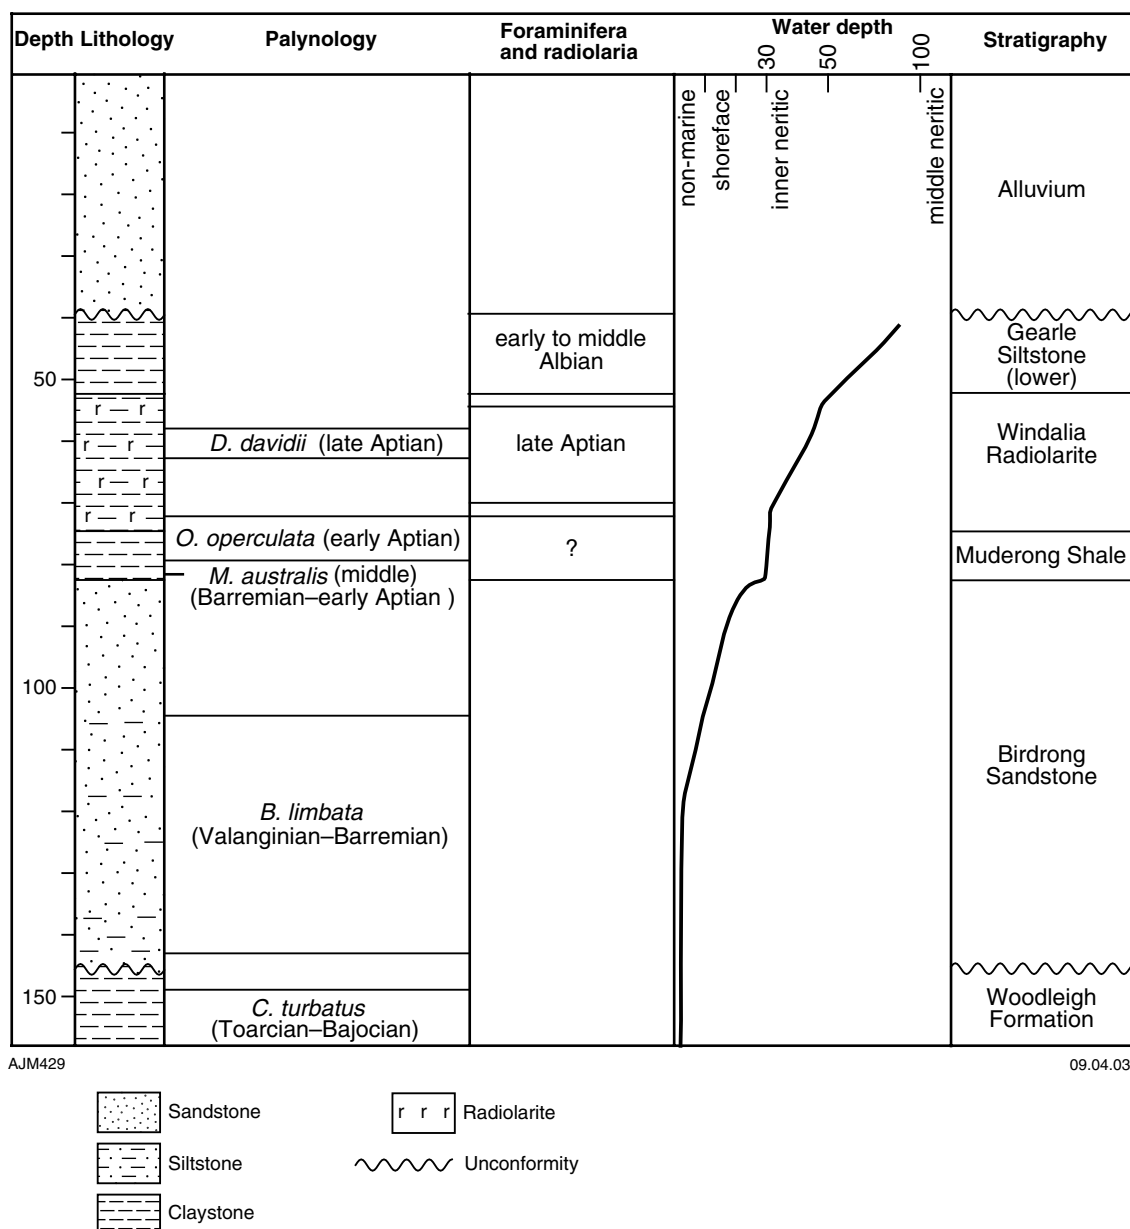 Depth Lithology
Palynology
Foraminifera
and radiolaria
Water depth
Stratigraphy
30
50
100
non-marine
shoreface
inner neritic
middle neritic
Alluvium
early to middle
Albian
Gearle
Siltstone
(lower)
50
r r
r r
r r
r r
D. davidii (late Aptian)
late Aptian
Windalia
Radiolarite
O. operculata (early Aptian)
?
Muderong Shale
M. australis (middle)
(Barremian–early Aptian )
100
Birdrong
Sandstone
B. limbata
(Valanginian–Barremian)
150
C. turbatus
(Toarcian–Bajocian)
Woodleigh
Formation
AJM429
09.04.03
Sandstone
r r r
Radiolarite
Siltstone
Unconformity
Claystone